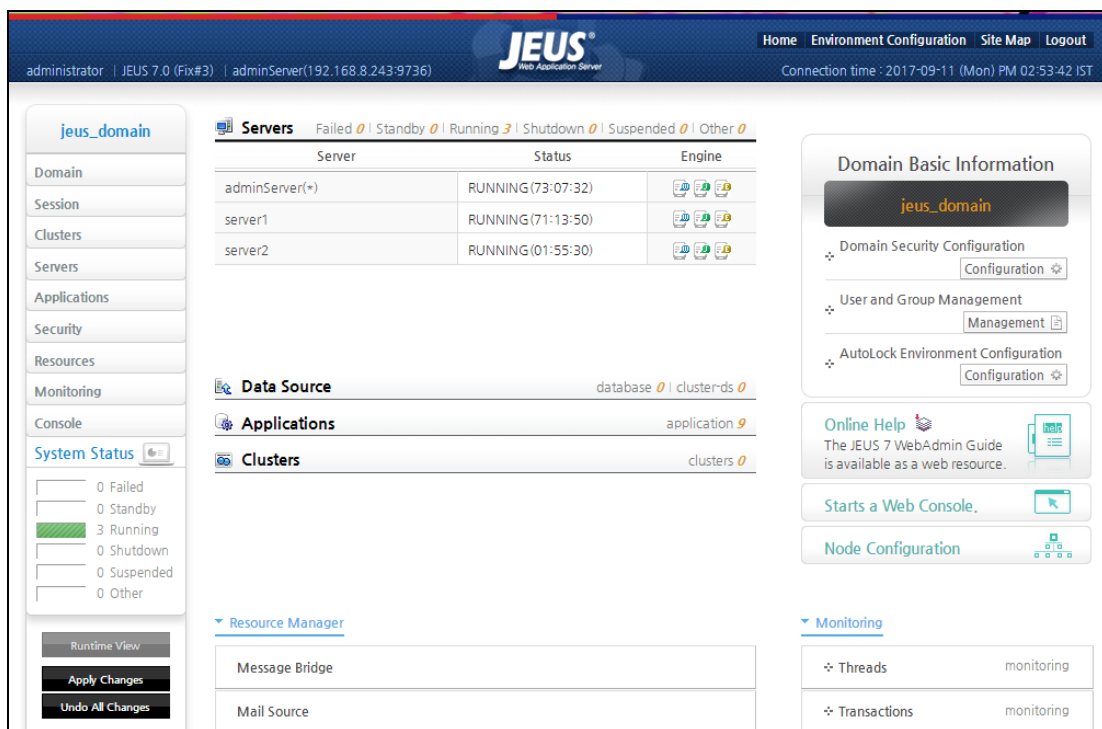 JEUS®
Web Application Server
Home Environment Configuration Site Map Logout
administrator | JEUS 7.0 (Fix#3) | adminServer(192.168.8.243:9736)
Connection time : 2017-09-11 (Mon) PM 02:53:42 IST
jeus_domain
Domain
Session
Clusters
Servers
Applications
Security
Resources
Monitoring
Console
System Status
0 Failed
0 Standby
3 Running
0 Shutdown
0 Suspended
0 Other
Runtime View
Apply Changes
Undo All Changes
Servers Failed 0 | Standby 0 | Running 3 | Shutdown 0 | Suspended 0 | Other 0
Server Status Engine
adminServer(*) RUNNING(73:07:32)
server1 RUNNING(71:13:50)
server2 RUNNING(01:55:30)
Data Source database 0 | cluster-ds 0
Applications application 9
Clusters clusters 0
Resource Manager
Message Bridge
Mail Source
Domain Basic Information
jeus_domain
Domain Security Configuration
Configuration
User and Group Management
Management
AutoLock Environment Configuration
Configuration
Online Help
The JEUS 7 WebAdmin Guide
is available as a web resource.
help
Starts a Web Console.
Node Configuration
Monitoring
Threads monitoring
Transactions monitoring